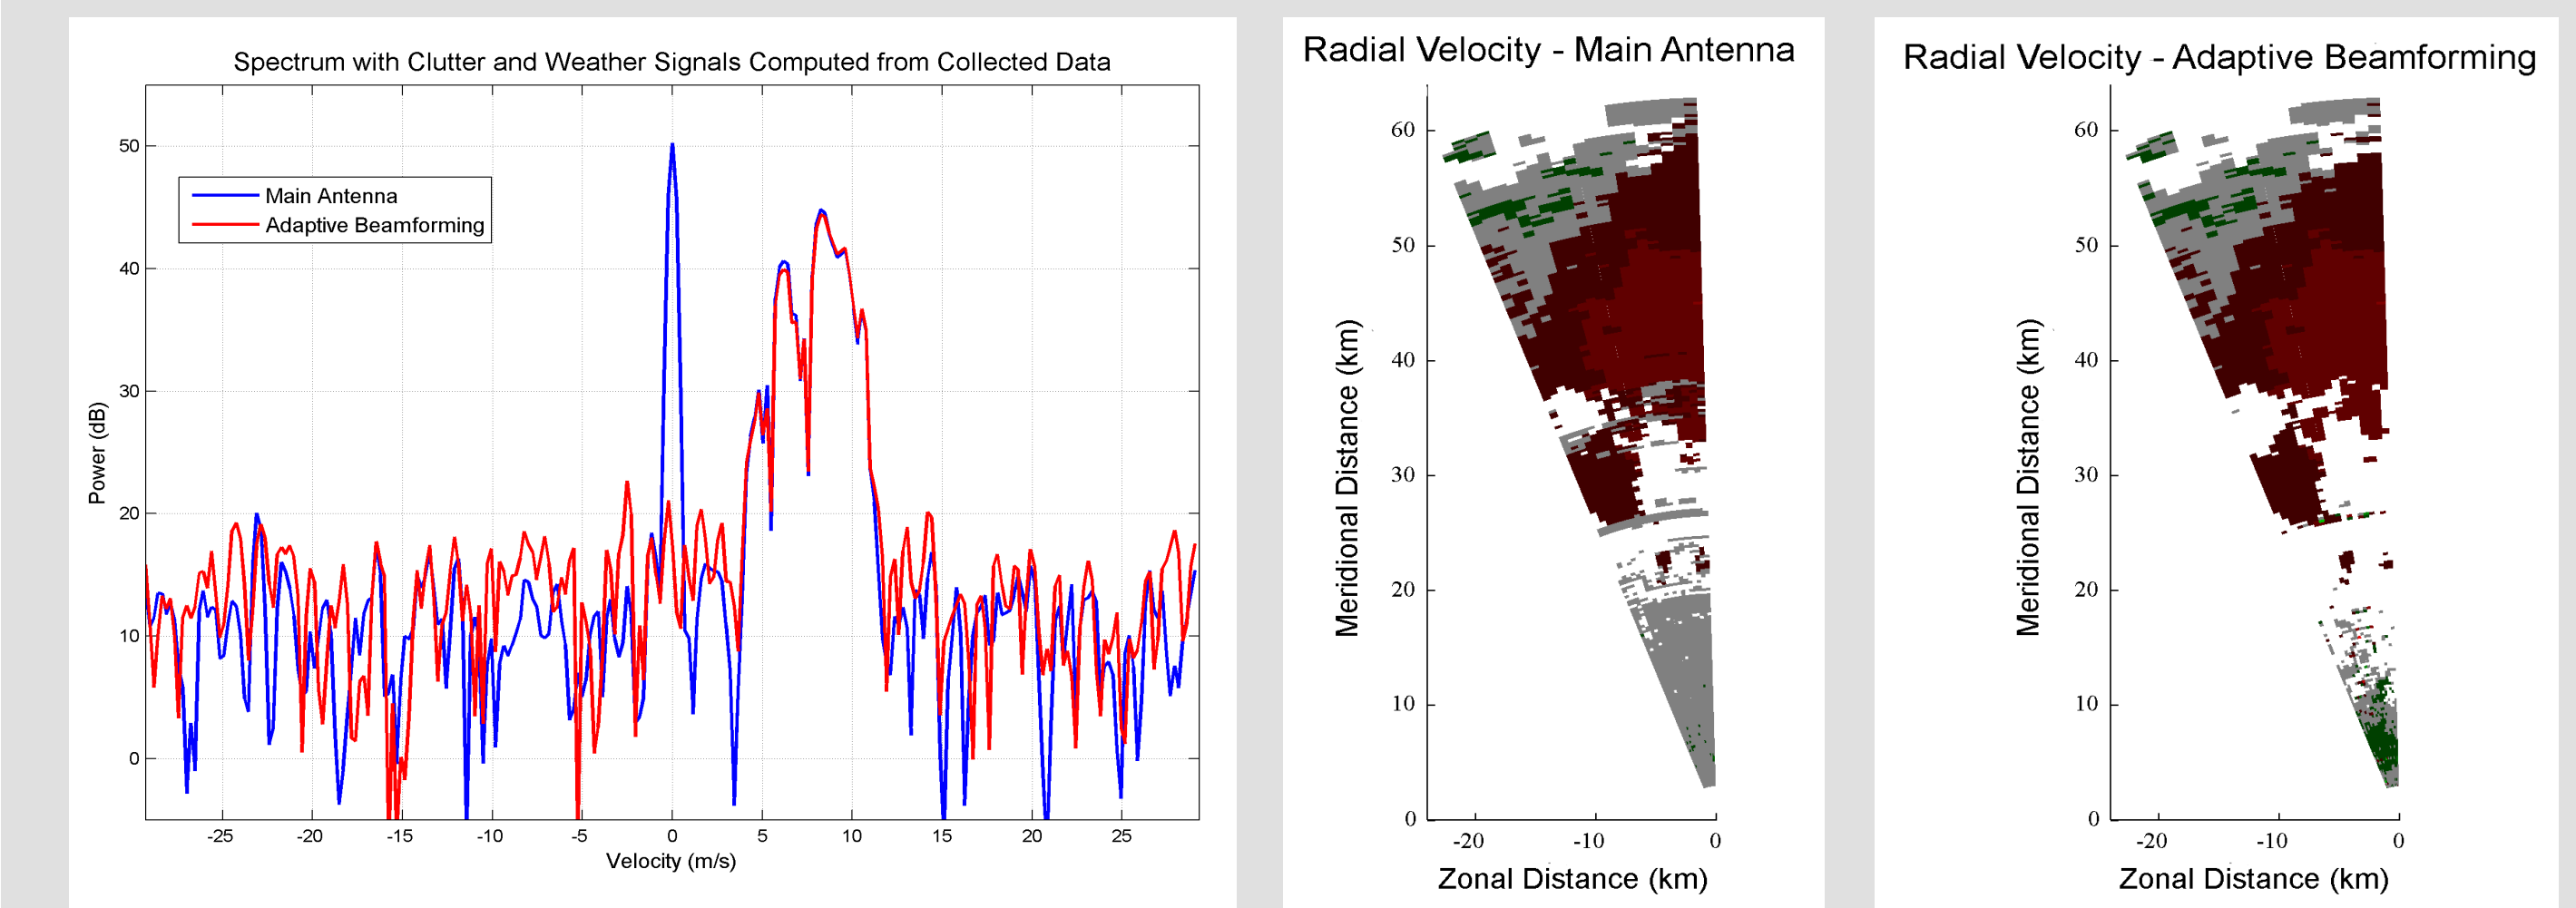 Spectrum with Clutter and Weather Signals Computed from Collected Data
50
40
30
20
10
0
Power (dB)
Main Antenna
Adaptive Beamforming
-25 -20 -15 -10 -5 0 5 10 15 20 25
Velocity (m/s)
Radial Velocity - Main Antenna
60
50
40
30
20
10
0
Meridional Distance (km)
-20 -10 0
Zonal Distance (km)
Radial Velocity - Adaptive Beamforming
60
50
40
30
20
10
0
Meridional Distance (km)
-20 -10 0
Zonal Distance (km)